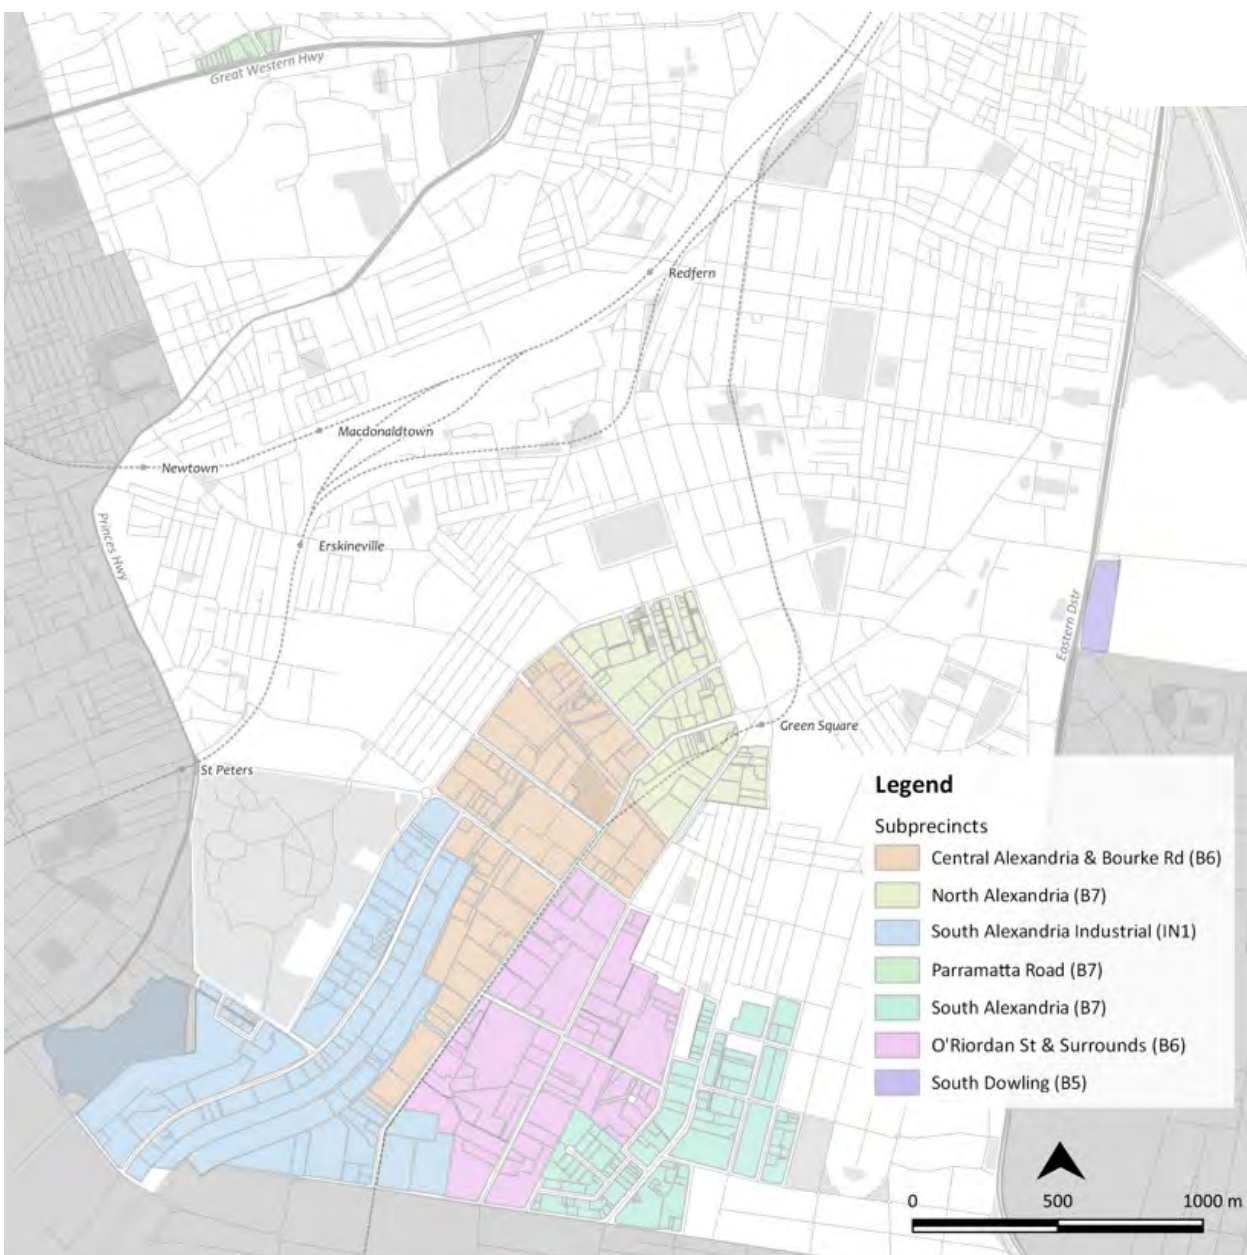 Great Western Hwy
Redfern
Macdonaldtown
Newtown
Princes Hwy
Erskineville
Eastern Dstr
Green Square
St Peters
Legend
Subprecincts
Central Alexandria & Bourke Rd (B6)
North Alexandria (B7)
South Alexandria Industrial (IN1)
Parramatta Road (B7)
South Alexandria (B7)
O'Riordan St & Surrounds (B6)
South Dowling (B5)
0 500 1000 m